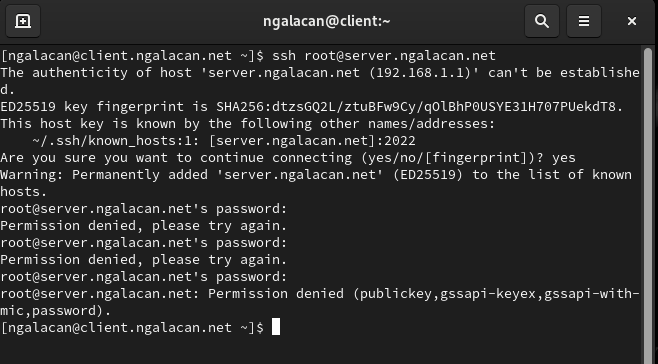 ngalacan@client:~
[ngalacan@client.ngalacan.net ~]$ ssh root@server.ngalacan.net
The authenticity of host 'server.ngalacan.net (192.168.1.1)' can't be establishe
d.
ED25519 key fingerprint is SHA256:dtzsGQ2L/ztuBFw9Cy/qOlBhP0USYE31H707PUekdT8.
This host key is known by the following other names/addresses:
    ~/.ssh/known_hosts:1: [server.ngalacan.net]:2022
Are you sure you want to continue connecting (yes/no/[fingerprint])? yes
Warning: Permanently added 'server.ngalacan.net' (ED25519) to the list of known
hosts.
root@server.ngalacan.net's password:
Permission denied, please try again.
root@server.ngalacan.net's password:
Permission denied, please try again.
root@server.ngalacan.net's password:
root@server.ngalacan.net: Permission denied (publickey,gssapi-keyex,gssapi-with-
mic,password).
[ngalacan@client.ngalacan.net ~]$